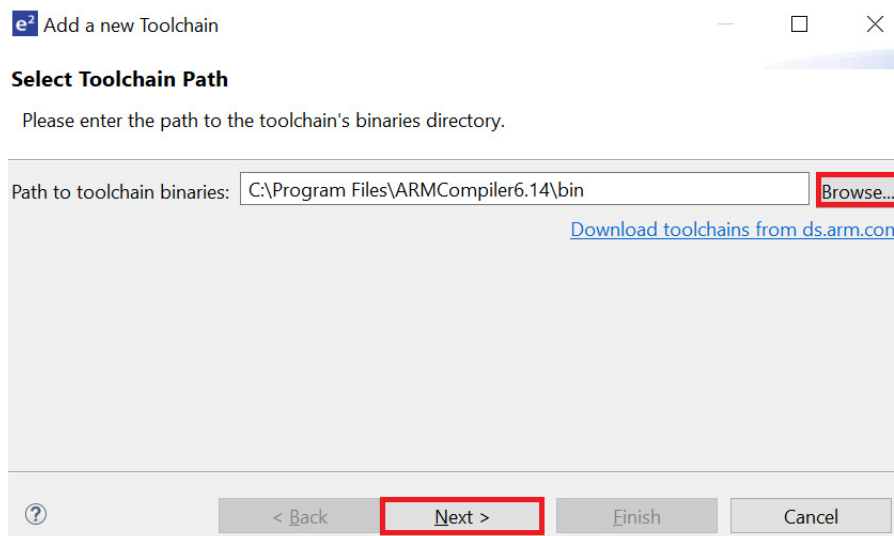 e² Add a new Toolchain
Select Toolchain Path
Please enter the path to the toolchain's binaries directory.
Path to toolchain binaries: C:\Program Files\ARMCompiler6.14\bin Browse...
Download toolchains from ds.arm.com
? < Back Next > Finish Cancel